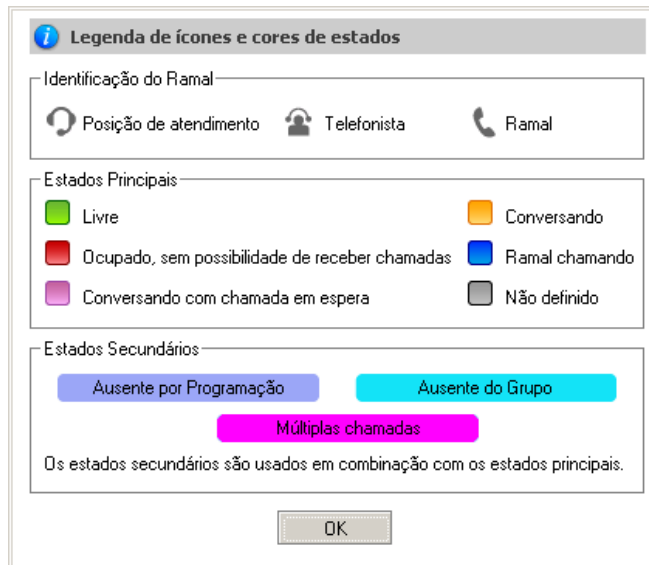 Legenda de ícones e cores de estados
Identificação do Ramal
Posição de atendimento Telefonista Ramal
Estados Principais
Livre Conversando
Ocupado, sem possibilidade de receber chamadas Ramal chamando
Conversando com chamada em espera Não definido
Estados Secundários
Ausente por Programação Ausente do Grupo
Múltiplas chamadas
Os estados secundários são usados em combinação com os estados principais.
OK